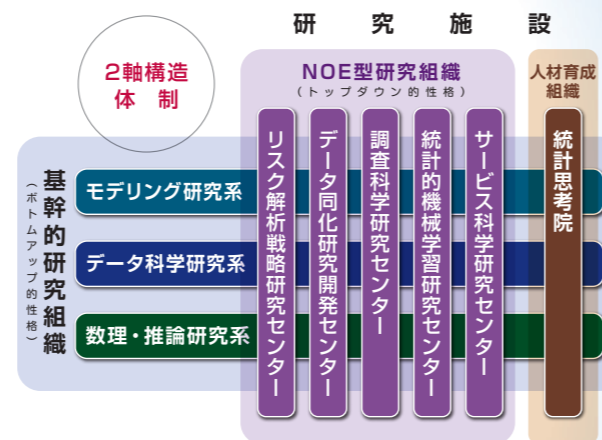 研究施設
2軸構造
体制
NOE型研究組織
(トップダウン的性格)
人材育成
組織
基幹的研究組織
(ボトムアップ的性格)
モデリング研究系
データ科学研究系
数理・推論研究系
リスク解析戦略研究センター
データ同化研究開発センター
調査科学研究センター
統計的機械学習研究センター
サービス科学研究センター
統計思考院